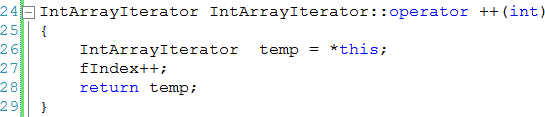 24 IntArrayIterator IntArrayIterator::operator ++(int)
25 {
26     IntArrayIterator  temp = *this;
27     fIndex++;
28     return temp;
29 }